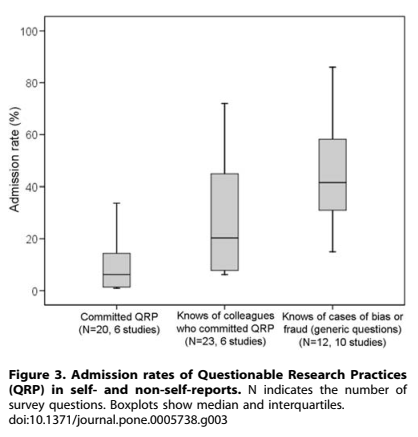 100
80
60
40
20
0
Admission rate (%)
Committed QRP
(N=20, 6 studies)
Knows of colleagues
who committed QRP
(N=23, 6 studies)
Knows of cases of bias or
fraud (generic questions)
(N=12, 10 studies)
Figure 3. Admission rates of Questionable Research Practices
(QRP) in self- and non-self-reports. N indicates the number of
survey questions. Boxplots show median and interquartiles.
doi:10.1371/journal.pone.0005738.g003